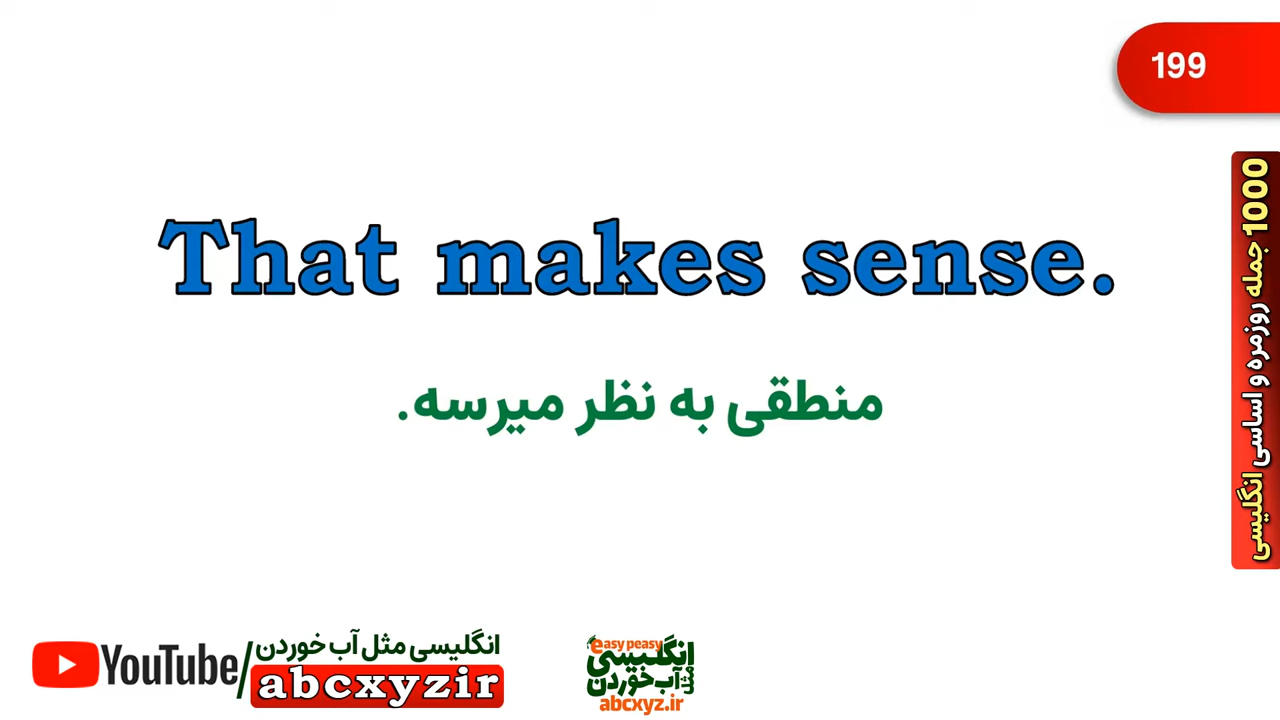 199
1000 جمله روزمره و اساسی انگلیسی
That makes sense.
منطقی به نظر میرسه.
YouTube/
انگلیسی مثل آب خوردن
abcxyzir
easy peasy
انگلیسی
مثل
آب خوردن
abcxyz.ir